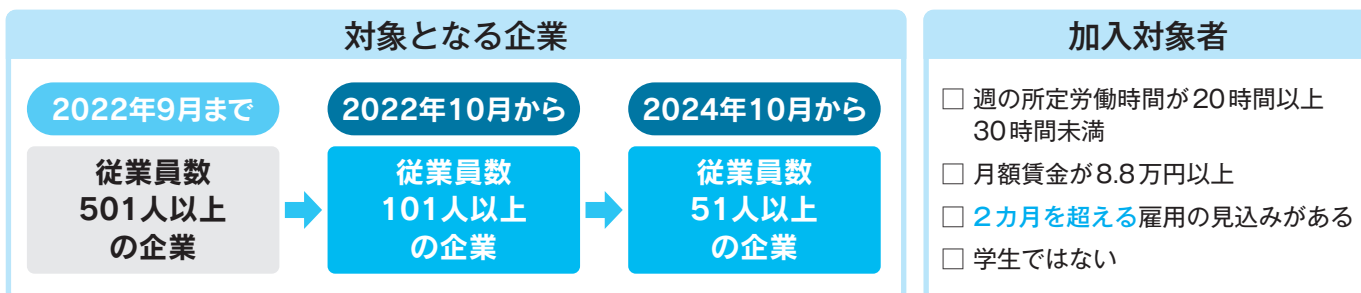 対象となる企業
2022年9月まで
従業員数
501人以上
の企業
2022年10月から
従業員数
101人以上
の企業
2024年10月から
従業員数
51人以上
の企業
加入対象者
□ 週の所定労働時間が20時間以上
30時間未満
□ 月額賃金が8.8万円以上
□ 2カ月を超える雇用の見込みがある
□ 学生ではない